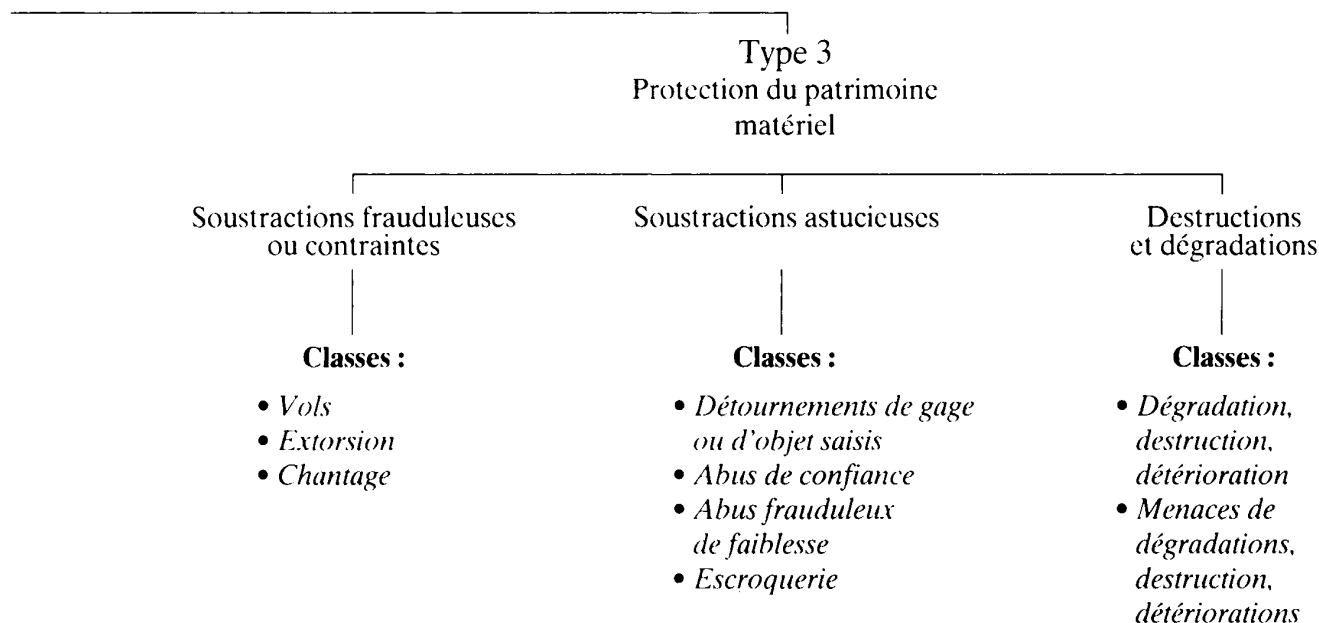 Type 3
Protection du patrimoine
matériel
Soustractions frauduleuses
ou contraintes
Classes :
• Vols
• Extorsion
• Chantage
Soustractions astucieuses
Classes :
• Détournements de gage
ou d'objet saisis
• Abus de confiance
• Abus frauduleux
de faiblesse
• Escroquerie
Destructions
et dégradations
Classes :
• Dégradation,
destruction,
détérioration
• Menaces de
dégradations,
destruction,
détériorations